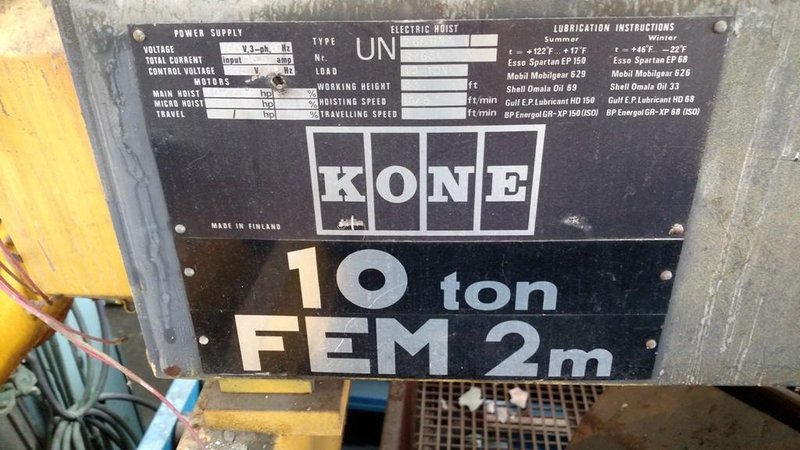 POWER SUPPLY
VOLTAGE V,3-ph, Hz
TOTAL CURRENT input amp
CONTROL VOLTAGE V Hz
MOTORS
MAIN HOIST hp %
MICRO HOIST hp %
TRAVEL hp %
ELECTRIC HOIST
TYPE UN
Nr.
LOAD
WORKING HEIGHT ft
HOISTING SPEED ft/min
TRAVELLING SPEED ft/min
LUBRICATION INSTRUCTIONS
Summer Winter
t = +122°F ... +17°F t = +46°F ... −22°F
Esso Spartan EP 150 Esso Spartan EP 68
Mobil Mobilgear 629 Mobil Mobilgear 626
Shell Omala Oil 69 Shell Omala Oil 33
Gulf E.P. Lubricant HD 150 Gulf E.P. Lubricant HD 68
BP Energol GR-XP 150 (ISO) BP Energol GR-XP 68 (ISO)
KONE
MADE IN FINLAND
10 ton
FEM 2m